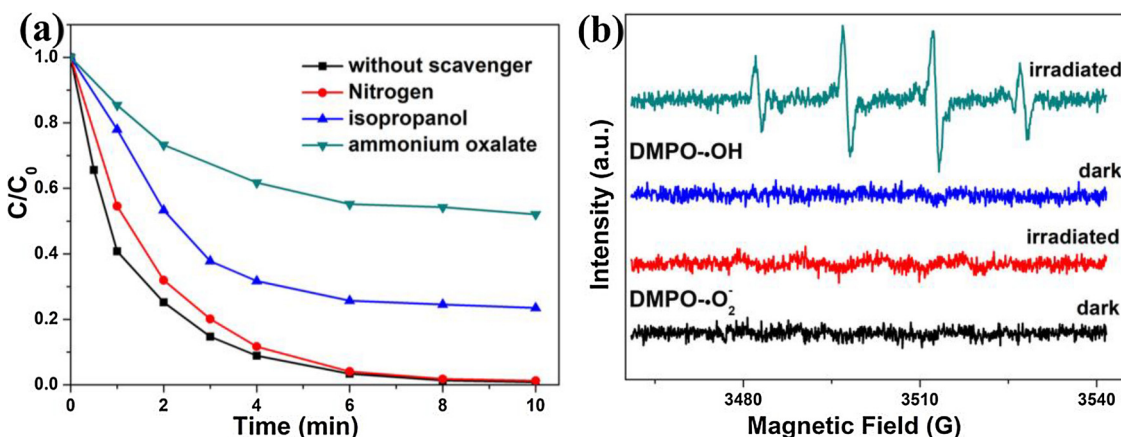 (a)
without scavenger
Nitrogen
isopropanol
ammonium oxalate
C/C0
1.0
0.8
0.6
0.4
0.2
0.0
0 2 4 6 8 10
Time (min)
(b)
irradiated
DMPO-•OH
dark
irradiated
DMPO-•O2-
dark
Intensity (a.u.)
3480 3510 3540
Magnetic Field (G)